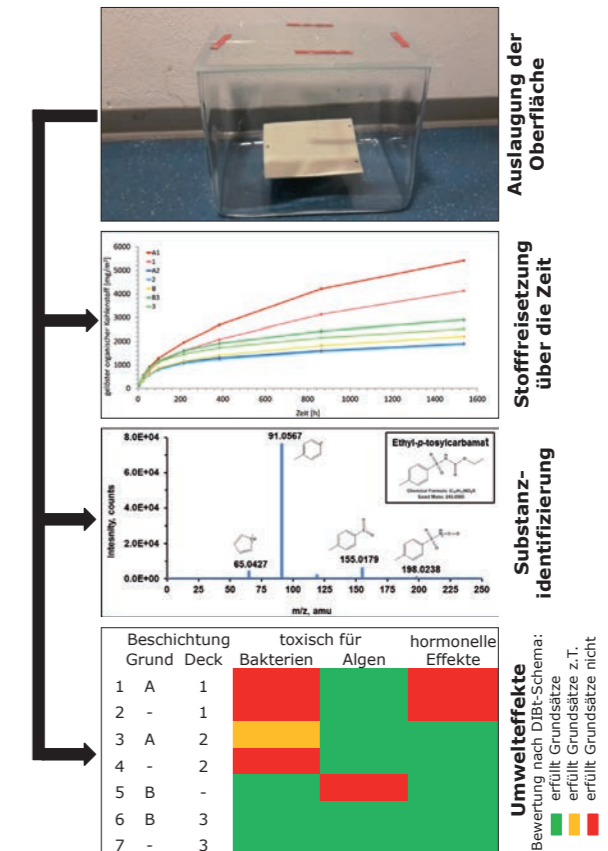 Auslaugung der
Oberfläche
gelöster organischer Kohlenstoff [mg/m²]
6000
5000
4000
3000
2000
1000
0
A1
1
A2
2
B
B3
3
0
200
400
600
800
1000
1200
1400
1600
Zeit [h]
Stofffreisetzung
über die Zeit
Intesnity, counts
8.0E+04
6.0E+04
4.0E+04
2.0E+04
0.0E+00
91.0567
65.0427
155.0179
198.0238
Ethyl-p-tosylcarbamat
0
25
50
75
100
125
150
175
200
225
250
m/z, amu
Substanz-
identifizierung
Beschichtung toxisch für hormonelle
Grund Deck Bakterien Algen Effekte
1 A 1
2 - 1
3 A 2
4 - 2
5 B -
6 B 3
7 - 3
Umwelteffekte
Bewertung nach DIBt-Schema:
erfüllt Grundsätze
erfüllt Grundsätze z.T.
erfüllt Grundsätze nicht